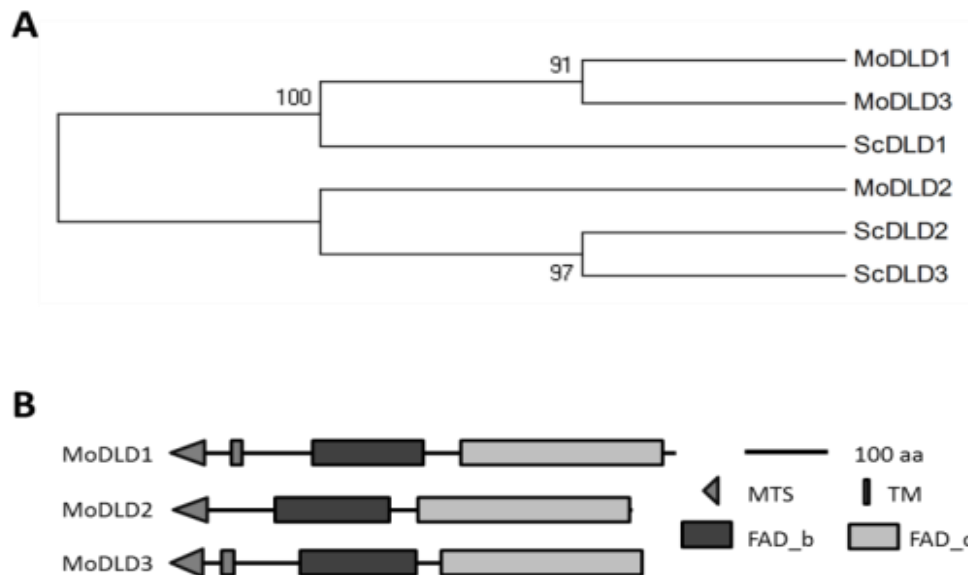 A
MoDLD1
91
MoDLD3
100
ScDLD1
MoDLD2
ScDLD2
97
ScDLD3
B
MoDLD1
100 aa
MTS
TM
MoDLD2
FAD_b
MoDLD3